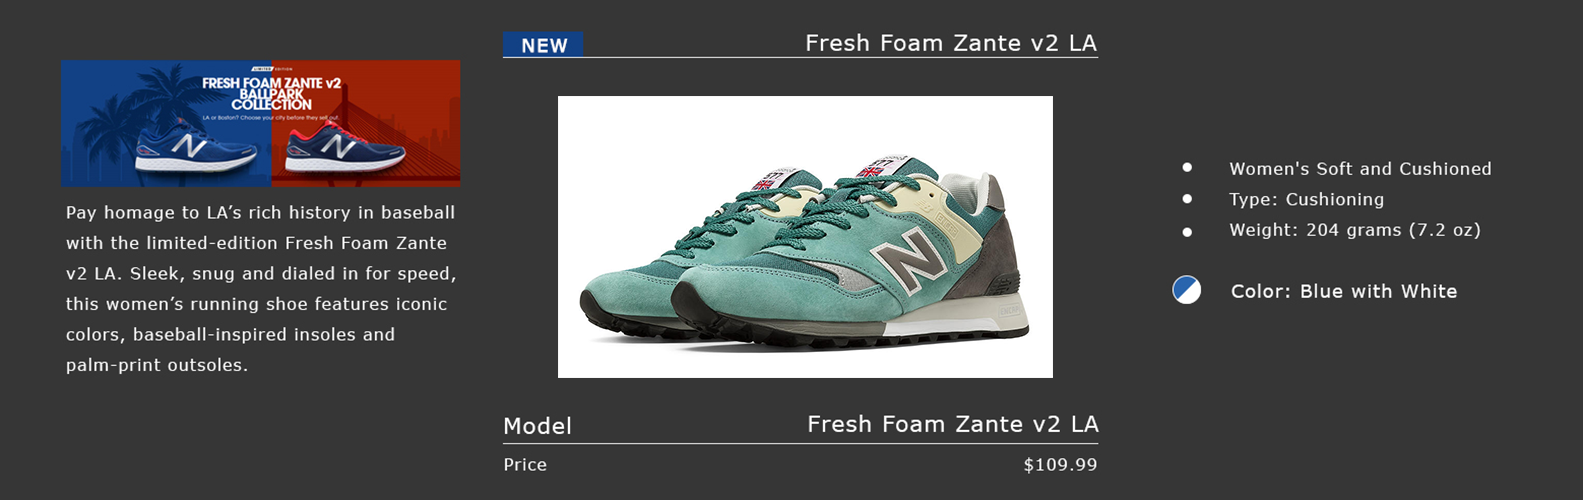 LIMITED EDITION
FRESH FOAM ZANTE v2
BALLPARK
COLLECTION
LA or Boston? Choose your city before they sell out.
Pay homage to LA’s rich history in baseball
with the limited-edition Fresh Foam Zante
v2 LA. Sleek, snug and dialed in for speed,
this women’s running shoe features iconic
colors, baseball-inspired insoles and
palm-print outsoles.
NEW
Fresh Foam Zante v2 LA
577
577
N
Model
Fresh Foam Zante v2 LA
Price
$109.99
Women's Soft and Cushioned
Type: Cushioning
Weight: 204 grams (7.2 oz)
Color: Blue with White